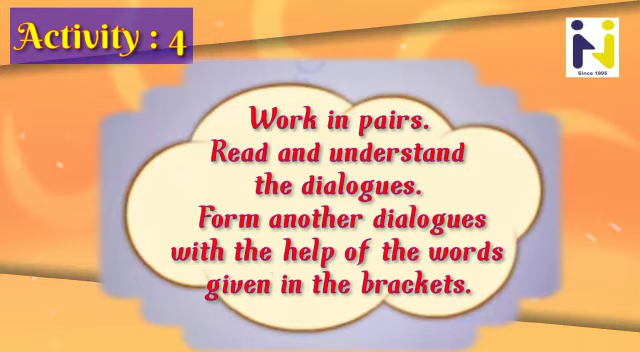 Activity : 4
Since 1995
Work in pairs.
Read and understand
the dialogues.
Form another dialogues
with the help of the words
given in the brackets.